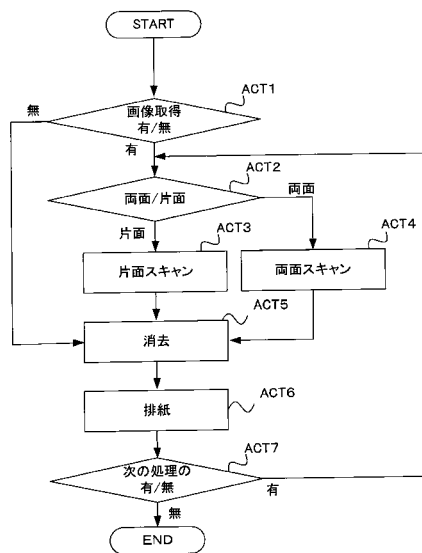 START
ACT1
無
画像取得
有/無
有
ACT2
両面/片面
両面
片面
ACT3
ACT4
片面スキャン
両面スキャン
ACT5
消去
ACT6
排紙
ACT7
次の処理の
有/無
有
無
END